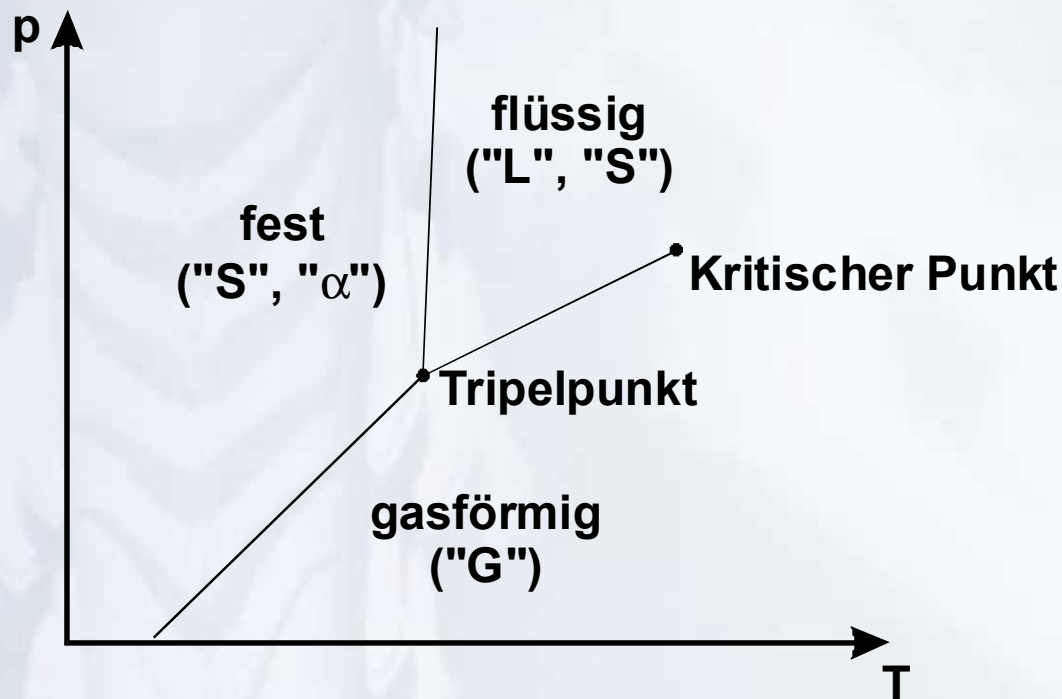 p
flüssig
("L", "S")
fest
("S", "α")
Kritischer Punkt
Tripelpunkt
gasförmig
("G")
T